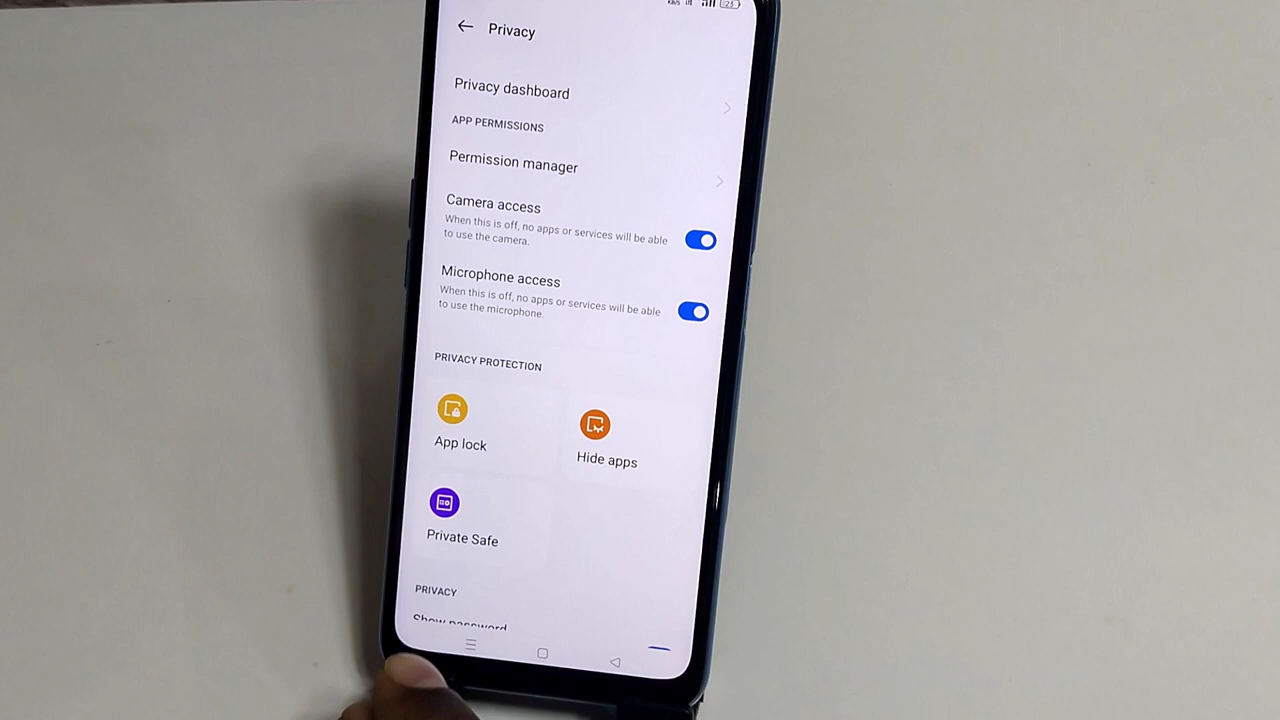 Privacy
Privacy dashboard
APP PERMISSIONS
Permission manager
Camera access
When this is off, no apps or services will be able
to use the camera.
Microphone access
When this is off, no apps or services will be able
to use the microphone.
PRIVACY PROTECTION
App lock
Hide apps
Private Safe
PRIVACY
Show password